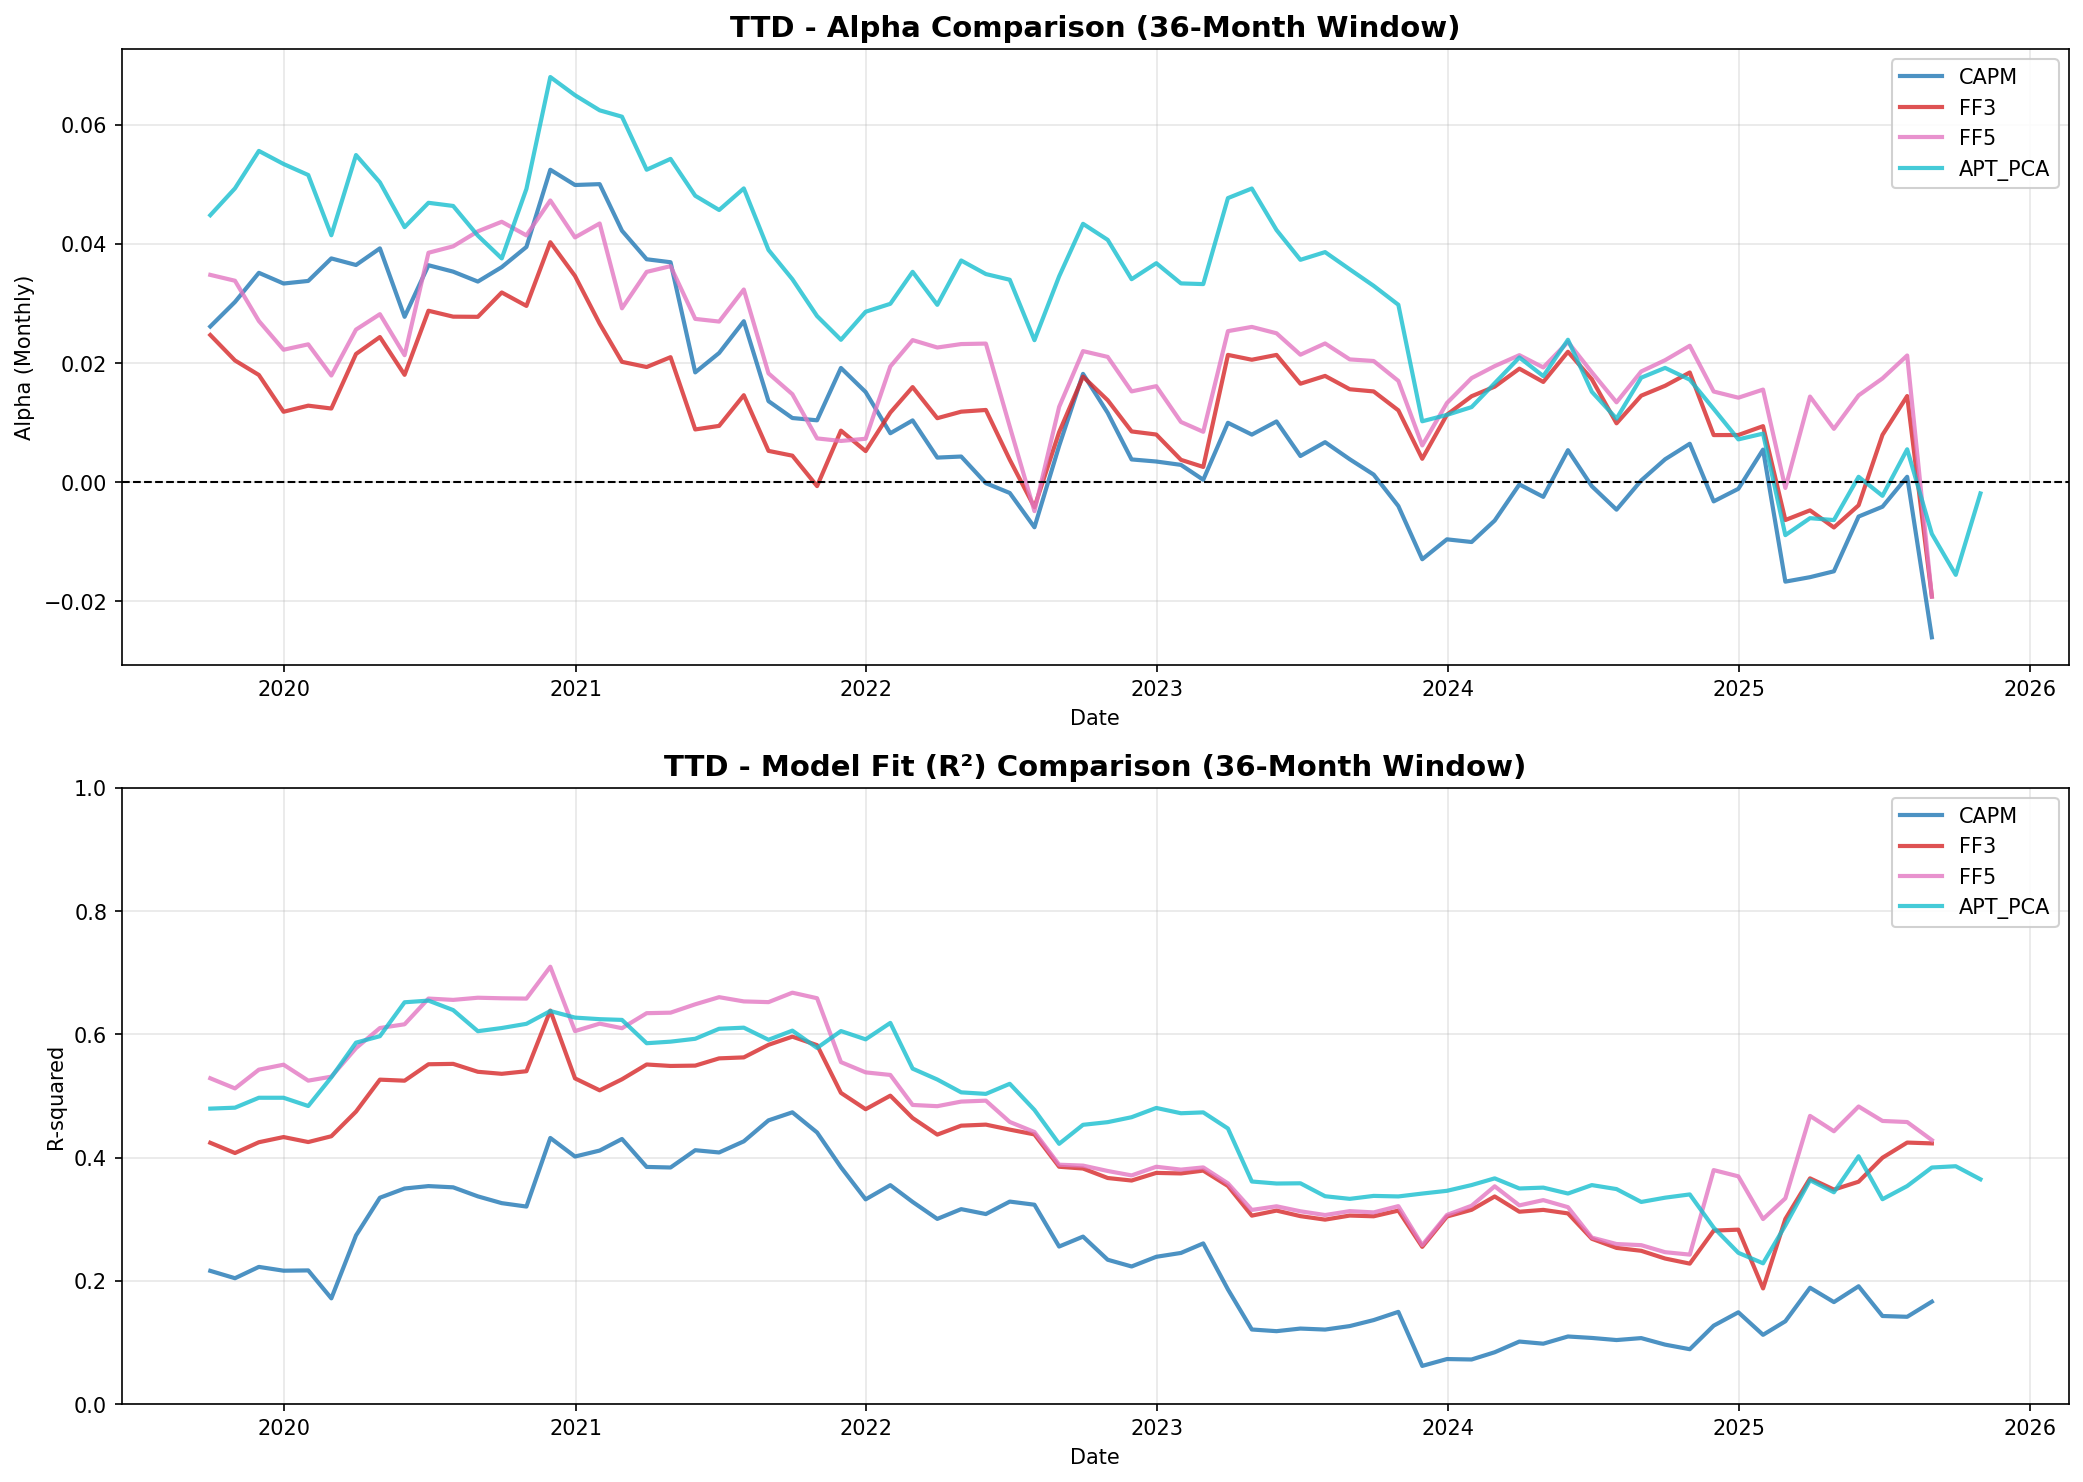 TTD - Alpha Comparison (36-Month Window)
CAPM
FF3
FF5
APT_PCA
Alpha (Monthly)
0.06
0.04
0.02
0.00
−0.02
2020 2021 2022 2023 2024 2025 2026
Date
TTD - Model Fit (R²) Comparison (36-Month Window)
CAPM
FF3
FF5
APT_PCA
R-squared
1.0
0.8
0.6
0.4
0.2
0.0
2020 2021 2022 2023 2024 2025 2026
Date